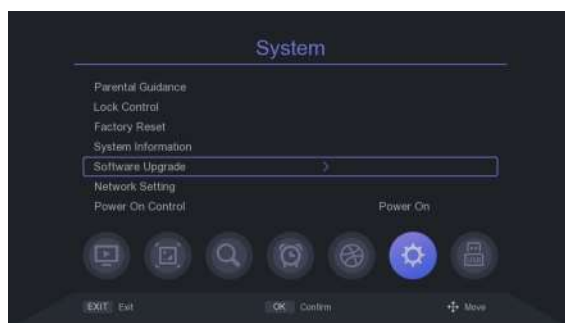 System
Parental Guidance
Lock Control
Factory Reset
System Information
Software Upgrade >
Network Setting
Power On Control Power On
USB
EXIT Exit OK Confirm Move